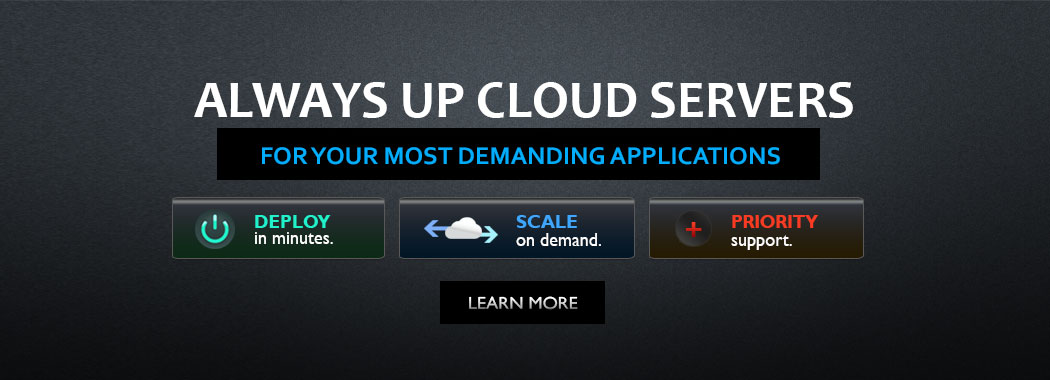 ALWAYS UP CLOUD SERVERS
FOR YOUR MOST DEMANDING APPLICATIONS
DEPLOY
in minutes.
SCALE
on demand.
PRIORITY
support.
LEARN MORE